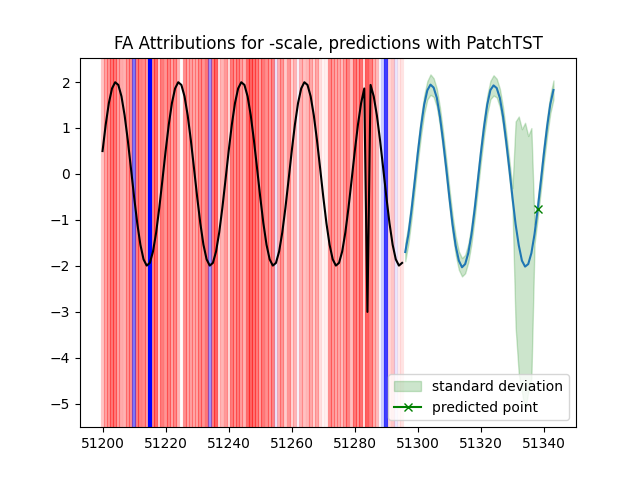 FA Attributions for -scale, predictions with PatchTST
2
1
0
−1
−2
−3
−4
−5
standard deviation
predicted point
51200 51220 51240 51260 51280 51300 51320 51340